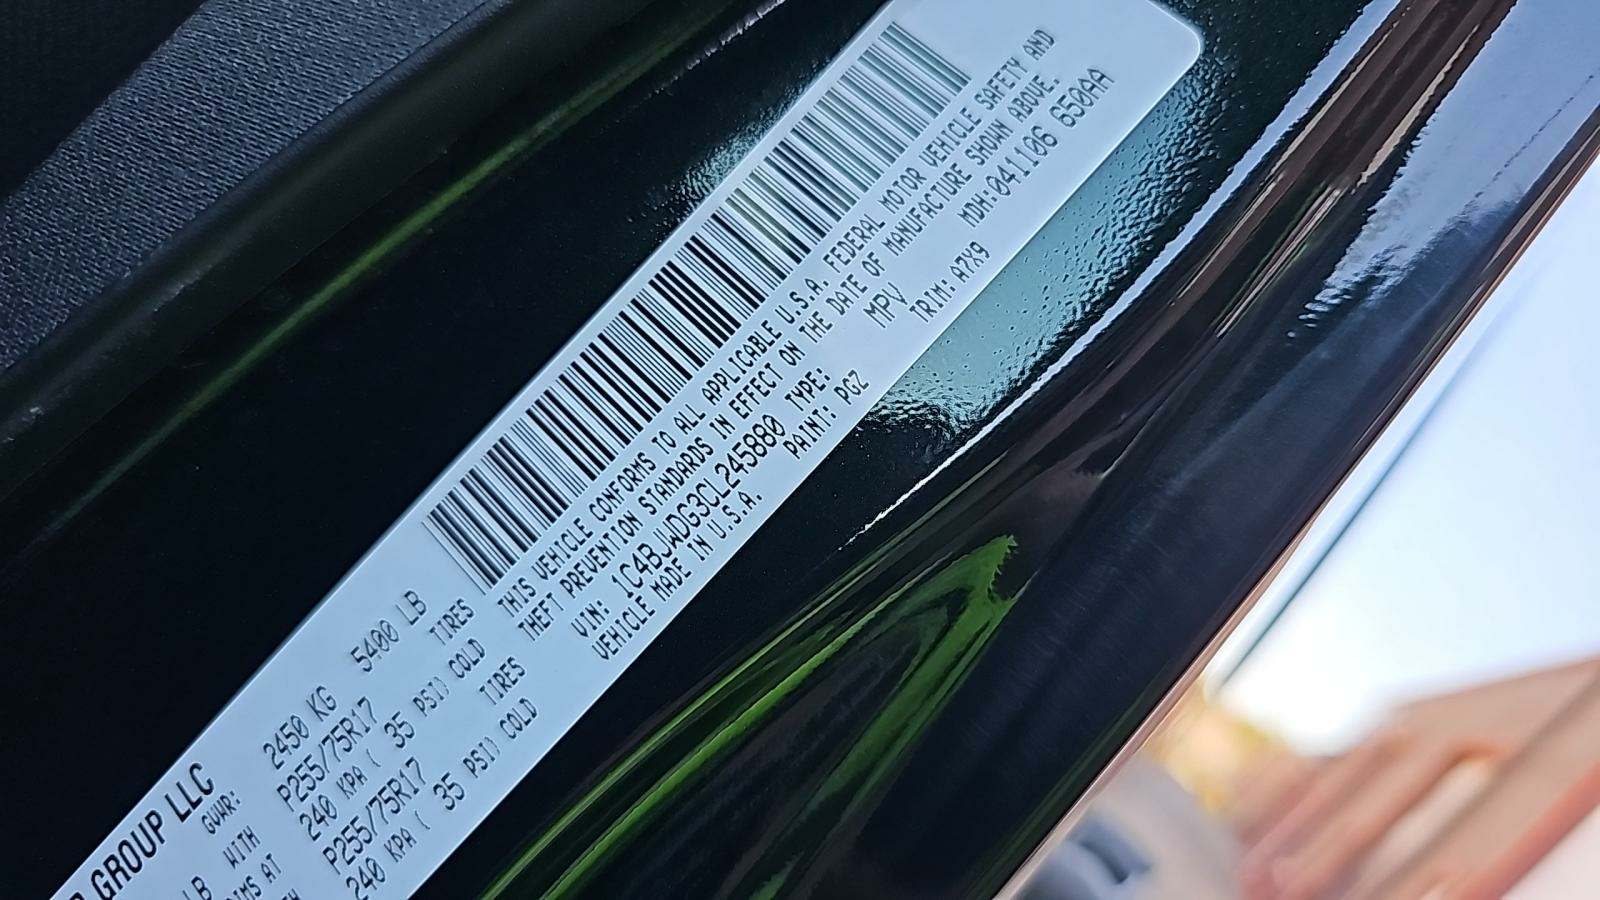 GROUP LLC
GVWR: 2450 KG 5400 LB
LB WITH P255/75R17 TIRES
RIMS AT 240 KPA ( 35 PSI) COLD
P255/75R17 TIRES
240 KPA ( 35 PSI) COLD
THIS VEHICLE CONFORMS TO ALL APPLICABLE U.S.A. FEDERAL MOTOR VEHICLE SAFETY AND
THEFT PREVENTION STANDARDS IN EFFECT ON THE DATE OF MANUFACTURE SHOWN ABOVE.
VIN: 1C4BJWDG3CL245880 TYPE: MPV MDH:041106 650AA
VEHICLE MADE IN U.S.A. PAINT: PGZ TRIM: A7X9